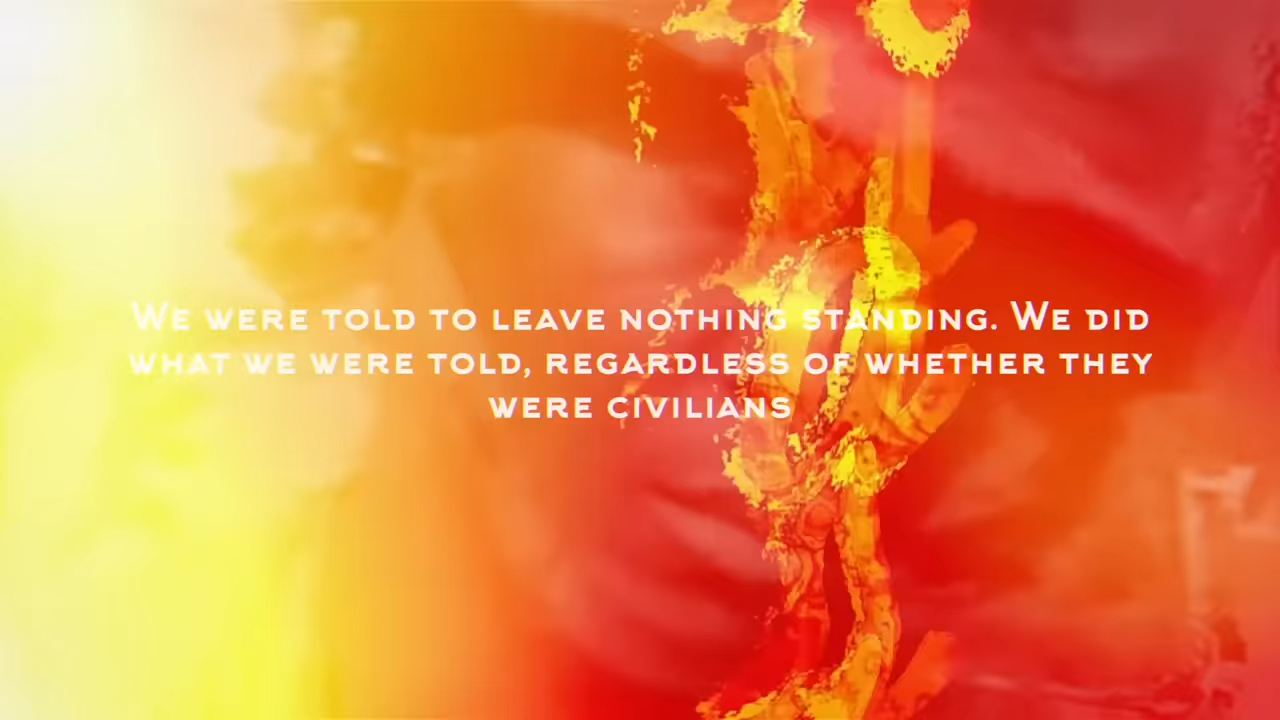 We were told to leave nothing standing. We did
what we were told, regardless of whether they
were civilians